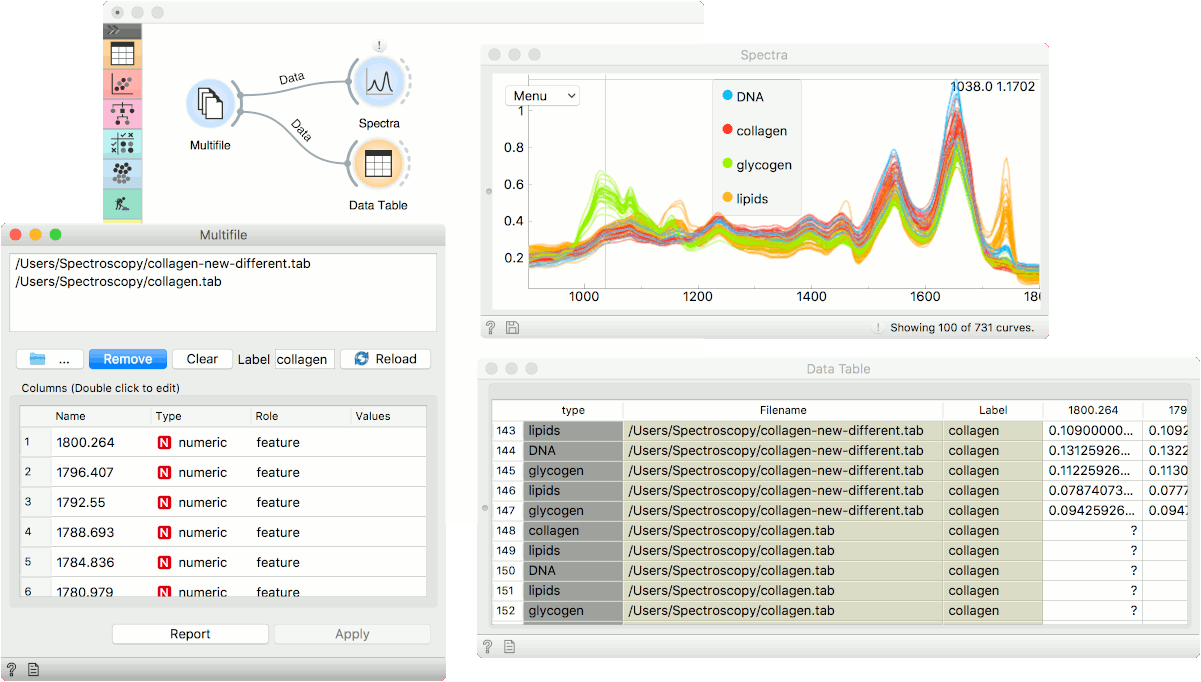 !
Data
Data
Multifile
Spectra
Data Table
Spectra
Menu
1038.0 1.1702
DNA
collagen
glycogen
lipids
1
0.8
0.6
0.4
0.2
1000 1200 1400 1600 180
? ! Showing 100 of 731 curves.
Multifile
/Users/Spectroscopy/collagen-new-different.tab
/Users/Spectroscopy/collagen.tab
... Remove Clear Label collagen Reload
Columns (Double click to edit)
Name Type Role Values
1 1800.264 N numeric feature
2 1796.407 N numeric feature
3 1792.55 N numeric feature
4 1788.693 N numeric feature
5 1784.836 N numeric feature
6 1780.979 N numeric feature
Report Apply
?
Data Table
type Filename Label 1800.264 179
143 lipids /Users/Spectroscopy/collagen-new-different.tab collagen 0.10900000... 0.1092
144 DNA /Users/Spectroscopy/collagen-new-different.tab collagen 0.13125926... 0.1322
145 glycogen /Users/Spectroscopy/collagen-new-different.tab collagen 0.11225926... 0.1130
146 lipids /Users/Spectroscopy/collagen-new-different.tab collagen 0.07874073... 0.0777
147 glycogen /Users/Spectroscopy/collagen-new-different.tab collagen 0.09425926... 0.0947
148 collagen /Users/Spectroscopy/collagen.tab collagen ?
149 lipids /Users/Spectroscopy/collagen.tab collagen ?
150 DNA /Users/Spectroscopy/collagen.tab collagen ?
151 lipids /Users/Spectroscopy/collagen.tab collagen ?
152 glycogen /Users/Spectroscopy/collagen.tab collagen ?
?